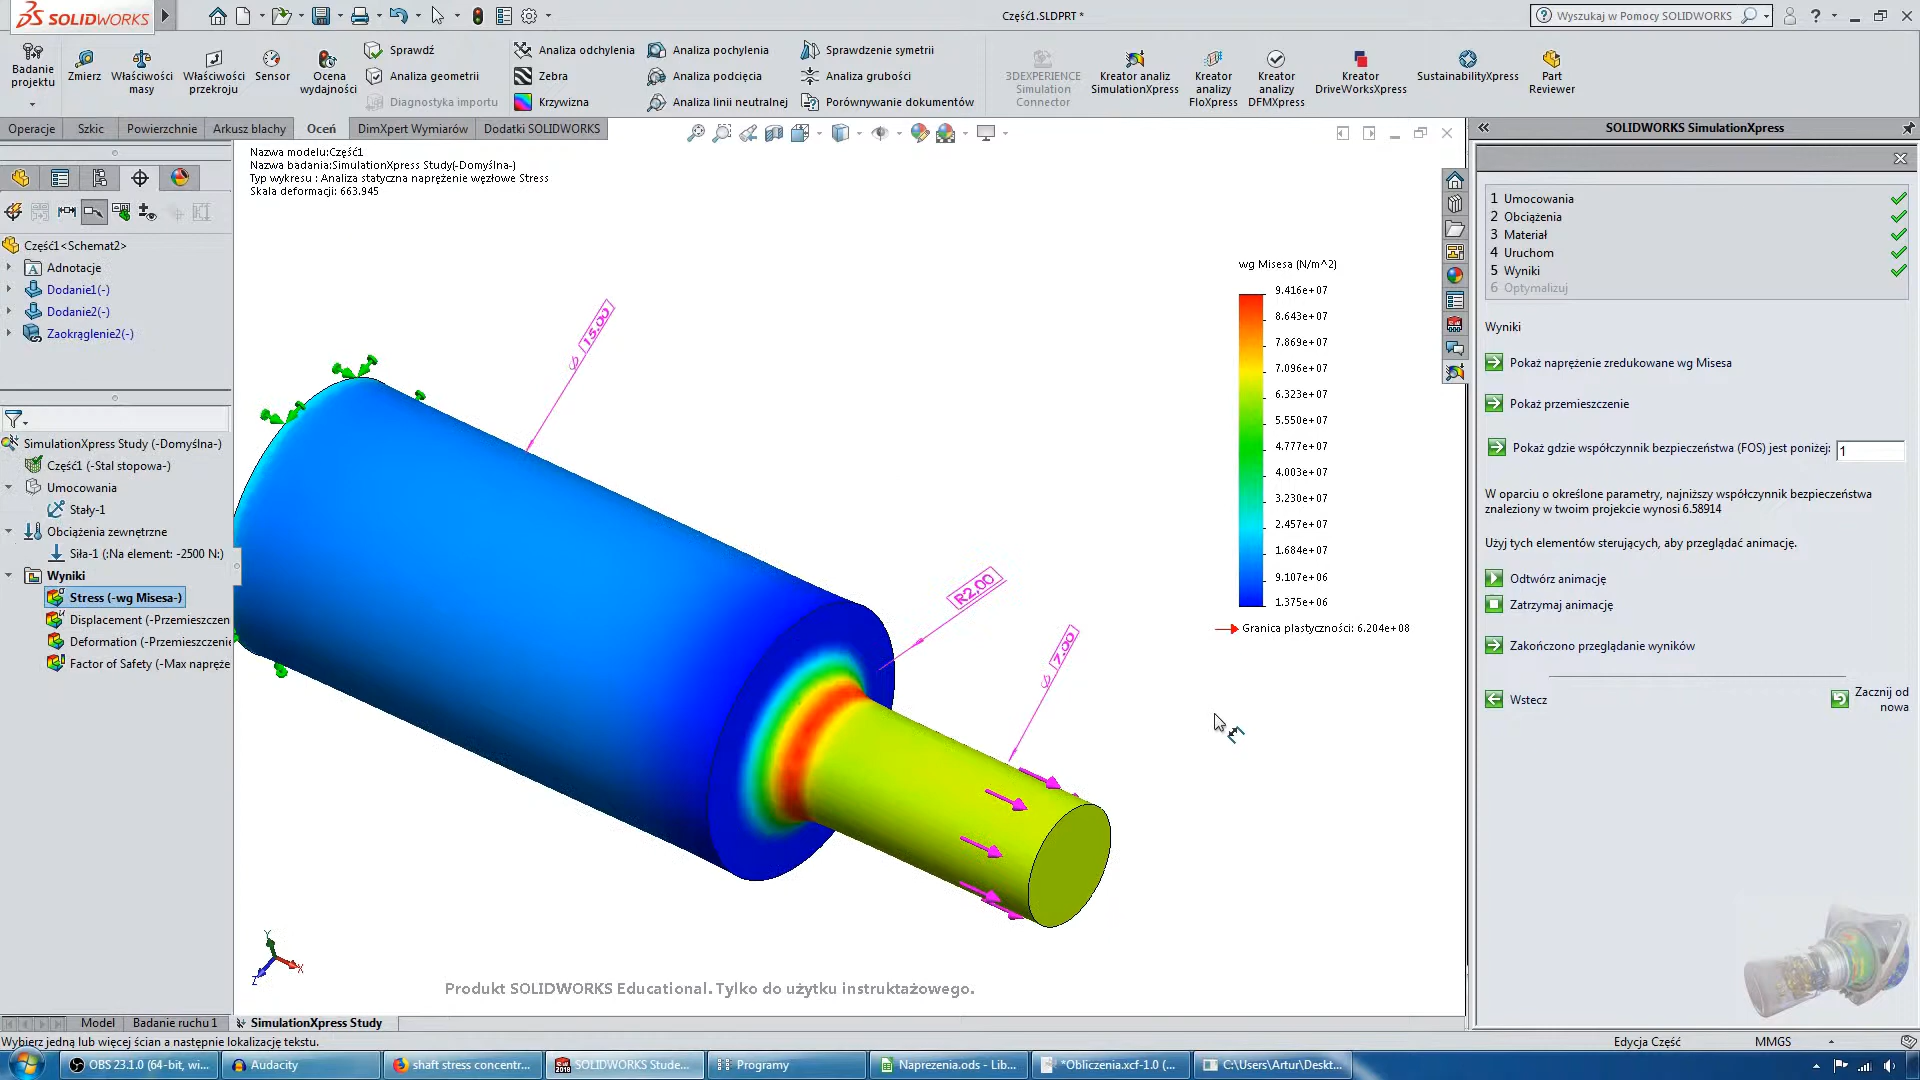 SOLIDWORKS
Część1.SLDPRT *
Wyszukaj w Pomocy SOLIDWORKS
Badanie projektu
Zmierz
Właściwości masy
Właściwości przekroju
Sensor
Ocena wydajności
Sprawdź
Analiza geometrii
Diagnostyka importu
Analiza odchylenia
Zebra
Krzywizna
Analiza pochylenia
Analiza podcięcia
Analiza linii neutralnej
Sprawdzenie symetrii
Analiza grubości
Porównywanie dokumentów
3DEXPERIENCE Simulation Connector
Kreator analiz SimulationXpress
Kreator analizy FloXpress
Kreator analizy DFMXpress
Kreator DriveWorksXpress
SustainabilityXpress
Part Reviewer
Operacje
Szkic
Powierzchnie
Arkusz blachy
Oceń
DimXpert Wymiarów
Dodatki SOLIDWORKS
Część1<Schemat2>
Adnotacje
Dodanie1(-)
Dodanie2(-)
Zaokrąglenie2(-)
SimulationXpress Study (-Domyślna-)
Część1 (-Stal stopowa-)
Umocowania
Stały-1
Obciążenia zewnętrzne
Siła-1 (:Na element: -2500 N:)
Wyniki
Stress (-wg Misesa-)
Displacement (-Przemieszczen
Deformation (-Przemieszczenie
Factor of Safety (-Max napręże
Nazwa modelu:Część1
Nazwa badania:SimulationXpress Study(-Domyślna-)
Typ wykresu : Analiza statyczna naprężenie węzłowe Stress
Skala deformacji: 663.945
φ 15.00
R2.00
φ 7.00
wg Misesa (N/m^2)
9.416e+07
8.643e+07
7.869e+07
7.096e+07
6.323e+07
5.550e+07
4.777e+07
4.003e+07
3.230e+07
2.457e+07
1.684e+07
9.107e+06
1.375e+06
Granica plastyczności: 6.204e+08
Y
X
Z
Produkt SOLIDWORKS Educational. Tylko do użytku instruktażowego.
SOLIDWORKS SimulationXpress
1 Umocowania
2 Obciążenia
3 Materiał
4 Uruchom
5 Wyniki
6 Optymalizuj
Wyniki
Pokaż naprężenie zredukowane wg Misesa
Pokaż przemieszczenie
Pokaż gdzie współczynnik bezpieczeństwa (FOS) jest poniżej: 1
W oparciu o określone parametry, najniższy współczynnik bezpieczeństwa
znaleziony w twoim projekcie wynosi 6.58914
Użyj tych elementów sterujących, aby przeglądać animację.
Odtwórz animację
Zatrzymaj animację
Zakończono przeglądanie wyników
Wstecz
Zacznij od
nowa
Model
Badanie ruchu 1
SimulationXpress Study
Wybierz jedną lub więcej ścian a następnie lokalizację tekstu.
Edycja Część
MMGS
OBS 23.1.0 (64-bit, wi...
Audacity
shaft stress concentr...
SOLIDWORKS Stude...
Programy
Naprezenia.ods - Lib...
*Obliczenia.xcf-1.0 (...
C:\Users\Artur\Deskt...